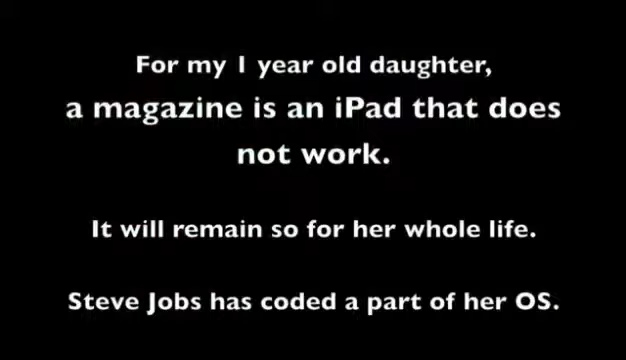 For my 1 year old daughter,
a magazine is an iPad that does
not work.
It will remain so for her whole life.
Steve Jobs has coded a part of her OS.